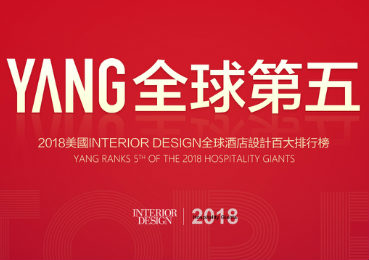 YANG全球第五
2018美國INTERIOR DESIGN全球酒店設計百大排行榜
YANG RANKS 5TH OF THE 2018 HOSPITALITY GIANTS
INTERIOR
DESIGN
2018